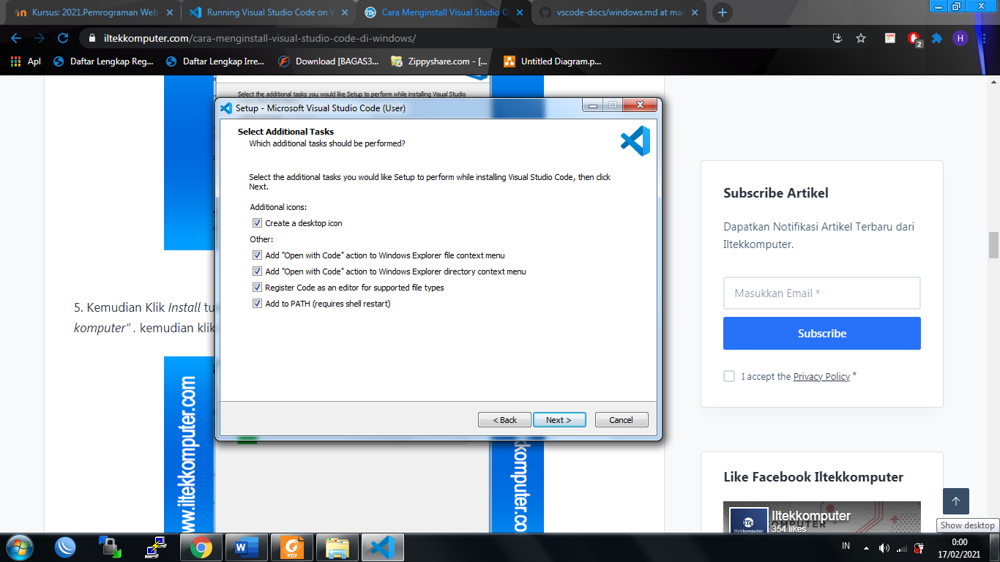 Kursus: 2021.Pemrograman Web
Running Visual Studio Code on W
Cara Menginstall Visual Studio C
vscode-docs/windows.md at mai
iltekkomputer.com/cara-menginstall-visual-studio-code-di-windows/
2
H
Apl
Daftar Lengkap Reg...
Daftar Lengkap Irre...
Download [BAGAS3...
Zippyshare.com - [...
Untitled Diagram.p...
Select the additional tasks you would like Setup to perform while installing Visual Studio
Setup - Microsoft Visual Studio Code (User)
Select Additional Tasks
Which additional tasks should be performed?
Select the additional tasks you would like Setup to perform while installing Visual Studio Code, then click
Next.
Additional icons:
Create a desktop icon
Other:
Add "Open with Code" action to Windows Explorer file context menu
Add "Open with Code" action to Windows Explorer directory context menu
Register Code as an editor for supported file types
Add to PATH (requires shell restart)
< Back
Next >
Cancel
5. Kemudian Klik Install tu
komputer" . kemudian klik
www.iltekkomputer.com
kkomputer.co
Subscribe Artikel
Dapatkan Notifikasi Artikel Terbaru dari
Iltekkomputer.
Masukkan Email *
Subscribe
I accept the Privacy Policy *
Like Facebook Iltekkomputer
Iltekkomputer
354 likes
Show desktop
PDF
IN
0:00
17/02/2021